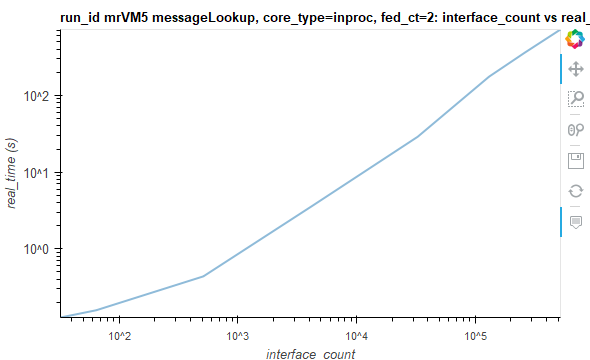 run_id mrVM5 messageLookup, core_type=inproc, fed_ct=2: interface_count vs real_
10^2
10^1
10^0
real_time (s)
10^2 10^3 10^4 10^5
interface_count